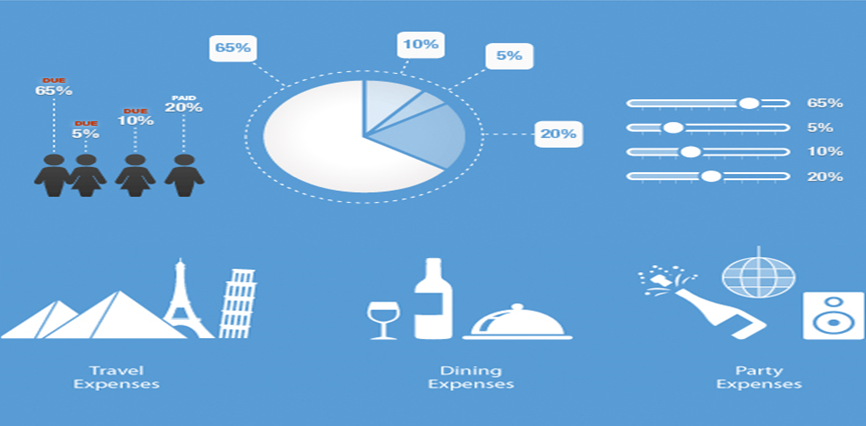 DUE
65%
DUE
5%
DUE
10%
PAID
20%
65%
10%
5%
20%
65%
5%
10%
20%
Travel
Expenses
Dining
Expenses
Party
Expenses